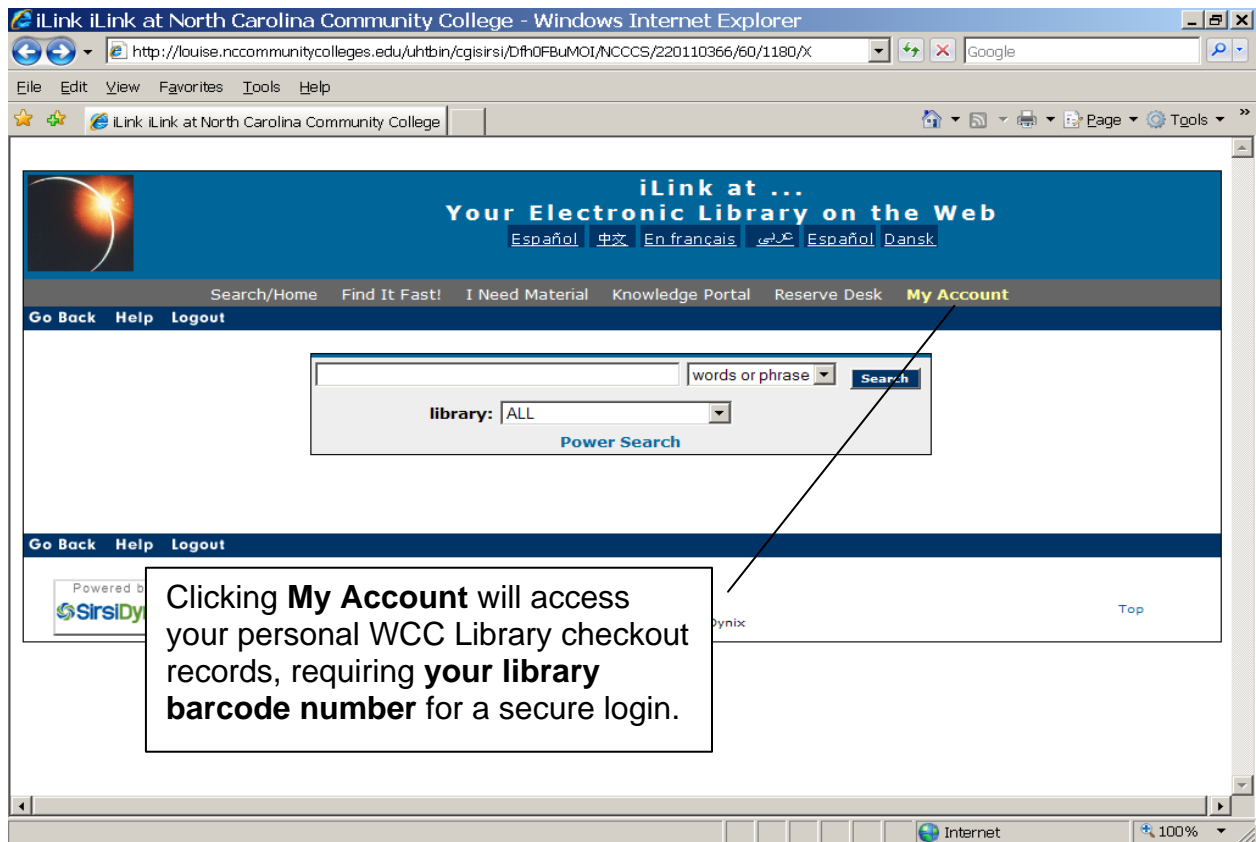 iLink iLink at North Carolina Community College - Windows Internet Explorer
http://louise.nccommunitycolleges.edu/uhtbin/cgisirsi/Dfh0FBuMOI/NCCCS/220110366/60/1180/X
Google
File Edit View Favorites Tools Help
iLink iLink at North Carolina Community College
Page Tools »
iLink at ...
Your Electronic Library on the Web
Español 中文 En français عربى Español Dansk
Search/Home Find It Fast! I Need Material Knowledge Portal Reserve Desk My Account
Go Back Help Logout
words or phrase Search
library: ALL
Power Search
Go Back Help Logout
Powered b
SirsiDy
Dynix
Top
Clicking My Account will access
your personal WCC Library checkout
records, requiring your library
barcode number for a secure login.
Internet 100%